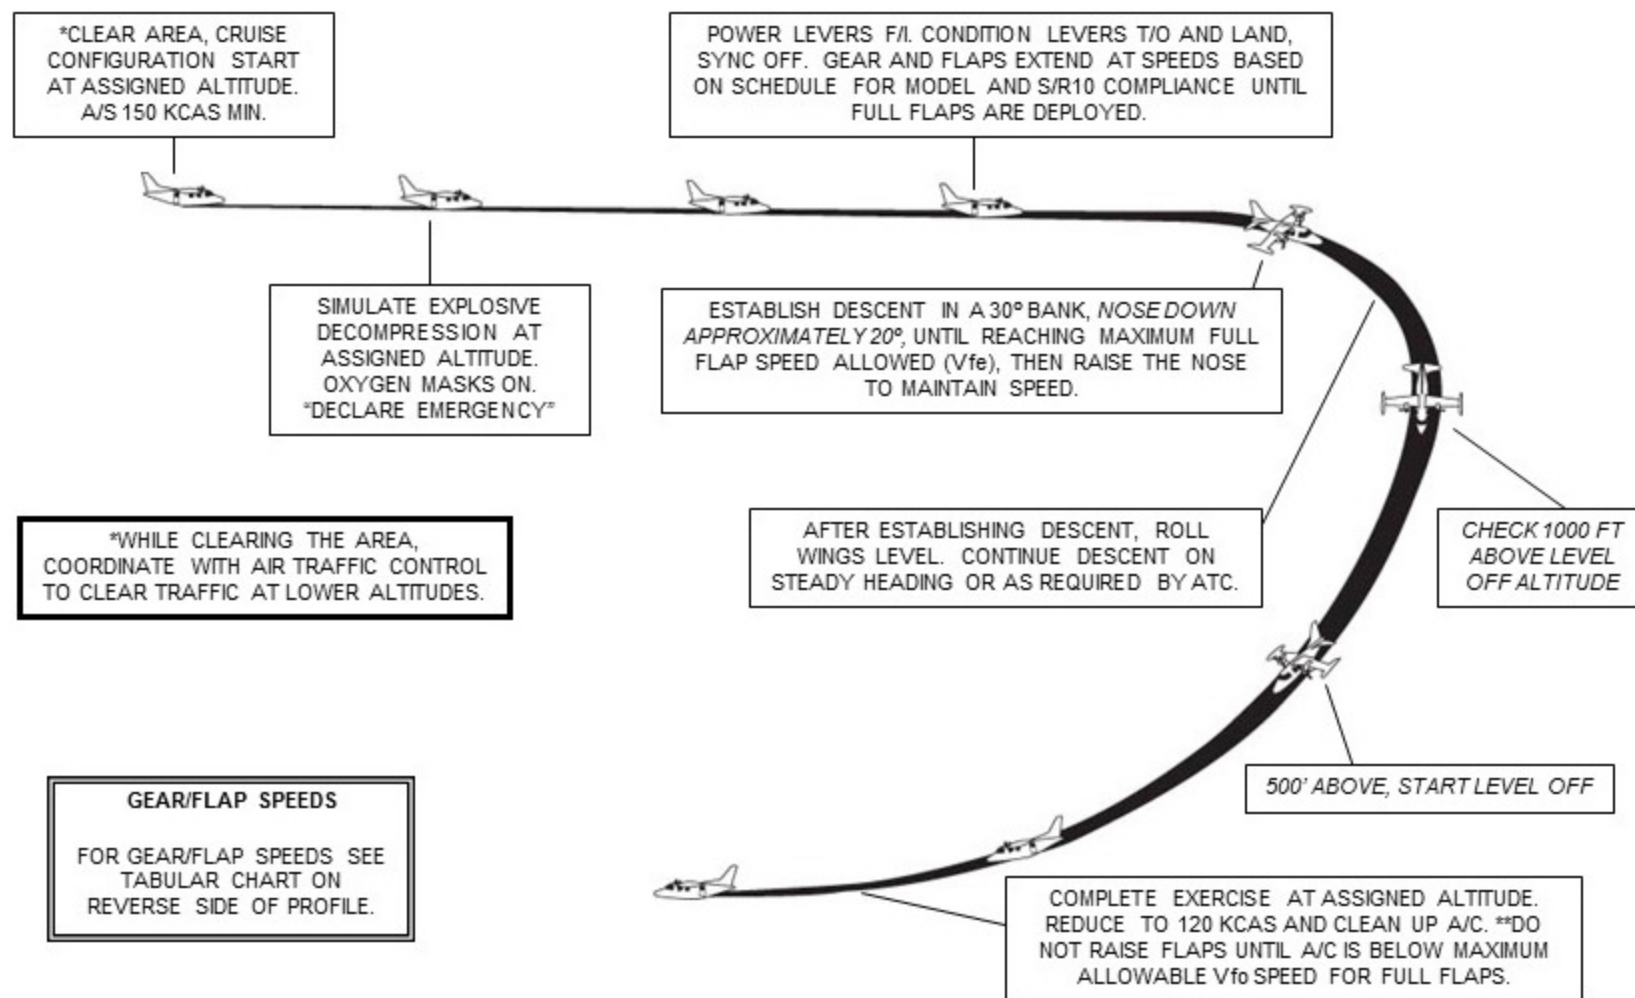 *CLEAR AREA, CRUISE
CONFIGURATION START
AT ASSIGNED ALTITUDE.
A/S 150 KCAS MIN.
POWER LEVERS F/I. CONDITION LEVERS T/O AND LAND,
SYNC OFF. GEAR AND FLAPS EXTEND AT SPEEDS BASED
ON SCHEDULE FOR MODEL AND S/R10 COMPLIANCE UNTIL
FULL FLAPS ARE DEPLOYED.
SIMULATE EXPLOSIVE
DECOMPRESSION AT
ASSIGNED ALTITUDE.
OXYGEN MASKS ON.
"DECLARE EMERGENCY"
ESTABLISH DESCENT IN A 30º BANK, NOSE DOWN
APPROXIMATELY 20º, UNTIL REACHING MAXIMUM FULL
FLAP SPEED ALLOWED (Vfe), THEN RAISE THE NOSE
TO MAINTAIN SPEED.
*WHILE CLEARING THE AREA,
COORDINATE WITH AIR TRAFFIC CONTROL
TO CLEAR TRAFFIC AT LOWER ALTITUDES.
AFTER ESTABLISHING DESCENT, ROLL
WINGS LEVEL. CONTINUE DESCENT ON
STEADY HEADING OR AS REQUIRED BY ATC.
CHECK 1000 FT
ABOVE LEVEL
OFF ALTITUDE
500' ABOVE, START LEVEL OFF
GEAR/FLAP SPEEDS
FOR GEAR/FLAP SPEEDS SEE
TABULAR CHART ON
REVERSE SIDE OF PROFILE.
COMPLETE EXERCISE AT ASSIGNED ALTITUDE.
REDUCE TO 120 KCAS AND CLEAN UP A/C. **DO
NOT RAISE FLAPS UNTIL A/C IS BELOW MAXIMUM
ALLOWABLE Vfo SPEED FOR FULL FLAPS.